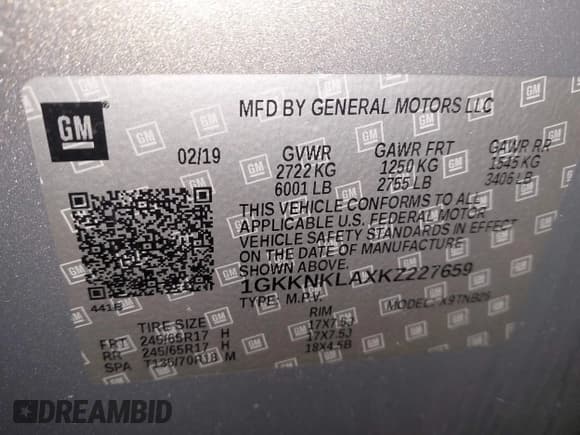 GM
MFD BY GENERAL MOTORS LLC
02/19 GVWR GAWR FRT GAWR RR
2722 KG 1250 KG 1545 KG
6001 LB 2755 LB 3406 LB
THIS VEHICLE CONFORMS TO ALL
APPLICABLE U.S. FEDERAL MOTOR
VEHICLE SAFETY STANDARDS IN EFFECT
ON THE DATE OF MANUFACTURE
SHOWN ABOVE.
1GKKNKLAXKZ227659
TYPE: M.P.V. MODEL: X9TNB26
4418
TIRE SIZE RIM
FRT 245/65R17 H 17X7.5J
RR 245/65R17 H 17X7.5J
SPA T135/70R18 M 18X4.5B
DREAMBID